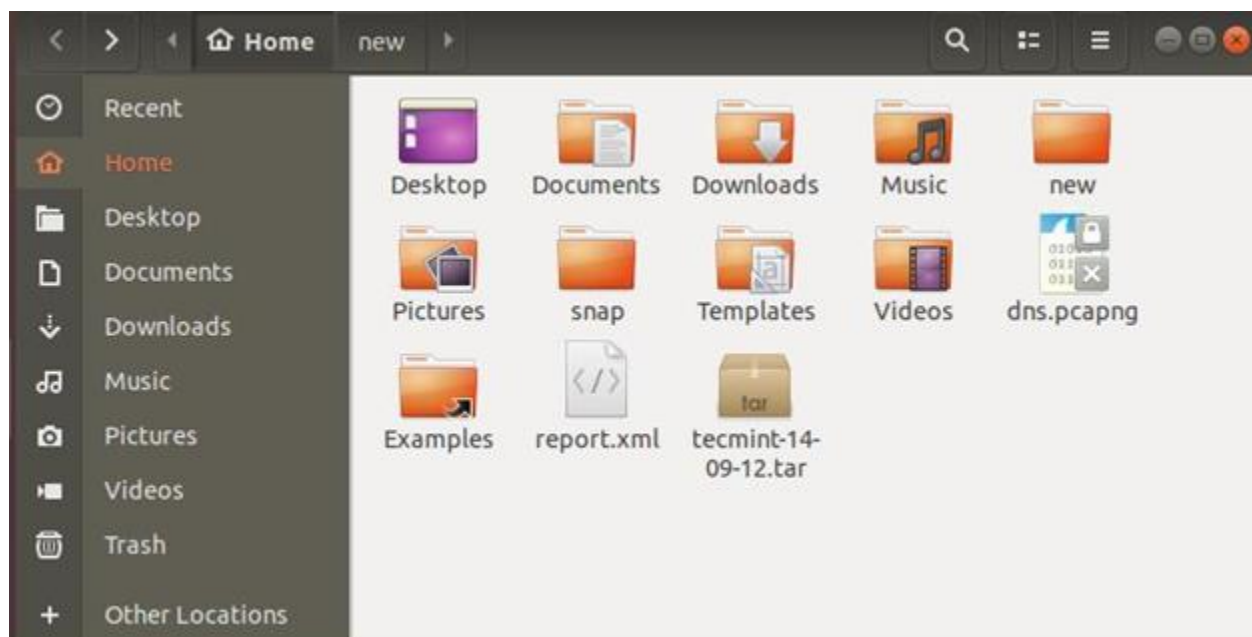 Home new
Recent
Home
Desktop
Documents
Downloads
Music
Pictures
Videos
Trash
Other Locations
Desktop Documents Downloads Music new
Pictures snap Templates Videos dns.pcapng
Examples report.xml tar tecmint-14-
09-12.tar